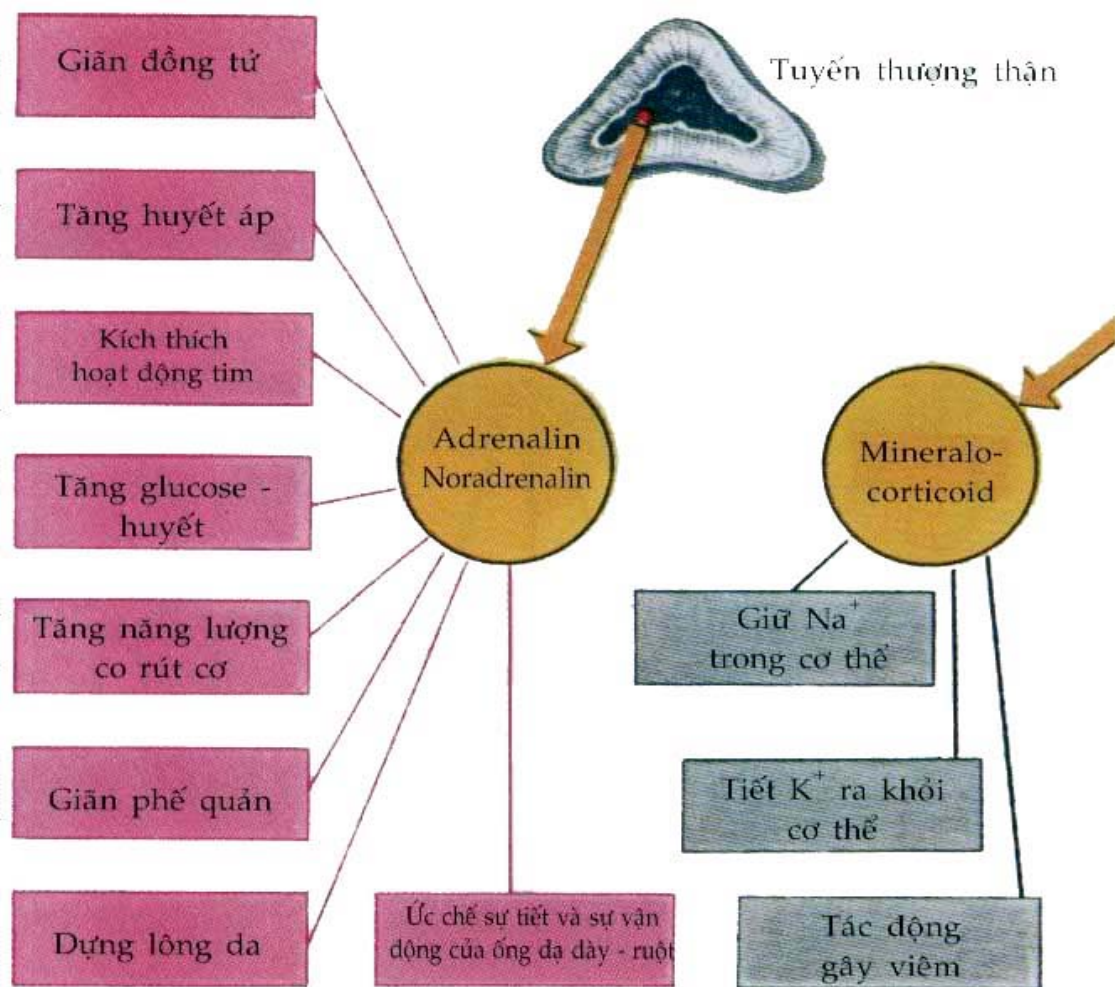 Giãn đồng tử
Tuyến thượng thận
Tăng huyết áp
Kích thích
hoạt động tim
Adrenalin
Noradrenalin
Mineralo-
corticoid
Tăng glucose -
huyết
Tăng năng lượng
co rút cơ
Giữ Na⁺
trong cơ thể
Giãn phế quản
Tiết K⁺ ra khỏi
cơ thể
Dựng lông da
Ức chế sự tiết và sự vận
động của ống dạ dày - ruột
Tác động
gây viêm